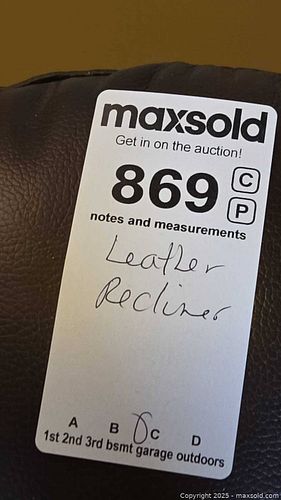 maxsold
Get in on the auction!
869 C
P
notes and measurements
Leather
Recliner
A B C D
1st 2nd 3rd bsmt garage outdoors
Copyright 2025 - maxsold.com